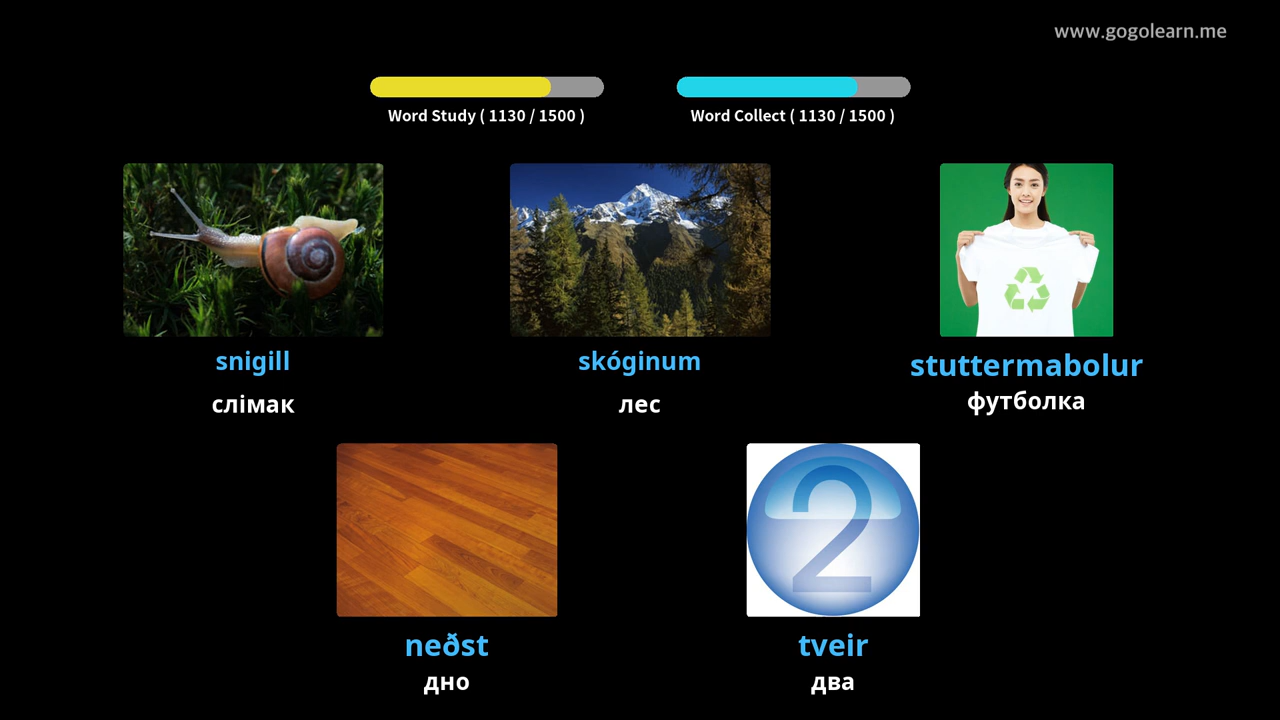 www.gogolearn.me
Word Study ( 1130 / 1500 )
Word Collect ( 1130 / 1500 )
snigill
слімак
skóginum
лес
stuttermabolur
футболка
neðst
дно
2
tveir
два